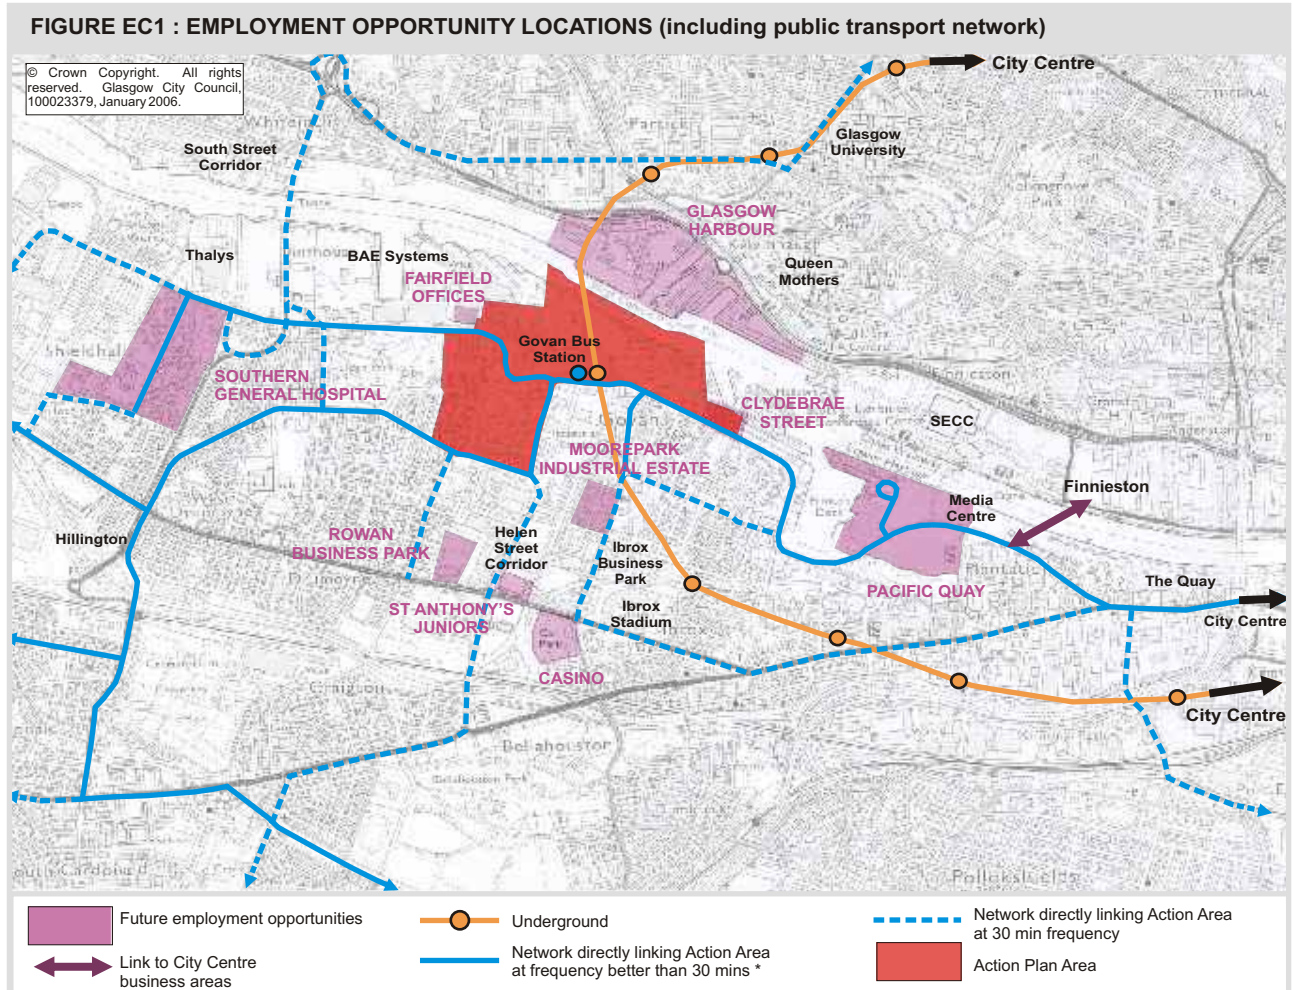 FIGURE EC1 : EMPLOYMENT OPPORTUNITY LOCATIONS (including public transport network)
© Crown Copyright. All rights
reserved. Glasgow City Council,
100023379, January 2006.
City Centre
South Street
Corridor
Glasgow
University
GLASGOW
HARBOUR
Thalys
BAE Systems
Queen
Mothers
FAIRFIELD
OFFICES
Govan Bus
Station
SOUTHERN
GENERAL HOSPITAL
CLYDEBRAE
STREET
SECC
MOOREPARK
INDUSTRIAL ESTATE
Finnieston
Media
Centre
Hillington
ROWAN
BUSINESS PARK
Helen
Street
Corridor
Ibrox
Business
Park
The Quay
PACIFIC QUAY
ST ANTHONY'S
JUNIORS
Ibrox
Stadium
City Centre
CASINO
City Centre
Craigton
Bellahouston
Pollokshields
Future employment opportunities
Link to City Centre
business areas
Underground
Network directly linking Action Area
at frequency better than 30 mins *
Network directly linking Action Area
at 30 min frequency
Action Plan Area